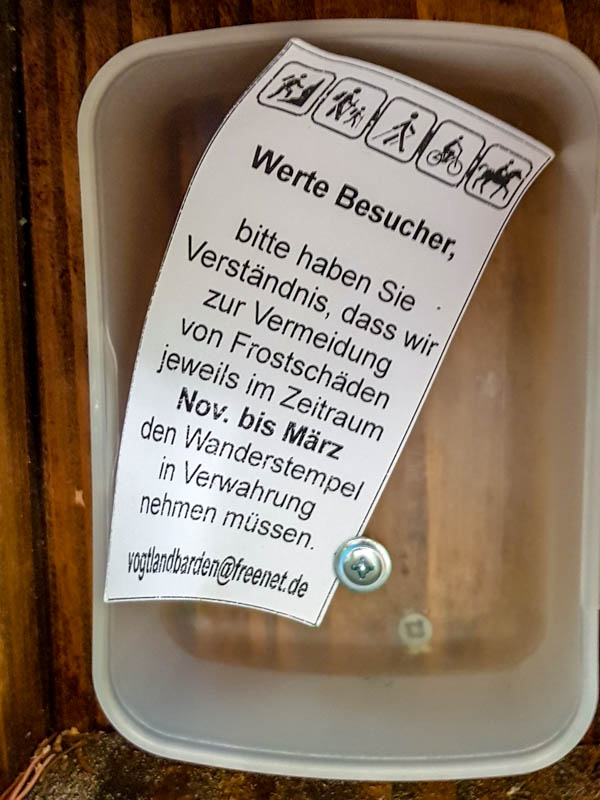 Werte Besucher,
bitte haben Sie
Verständnis, dass wir
zur Vermeidung
von Frostschäden
jeweils im Zeitraum
Nov. bis März
den Wanderstempel
in Verwahrung
nehmen müssen.
vogtlandbarden@freenet.de